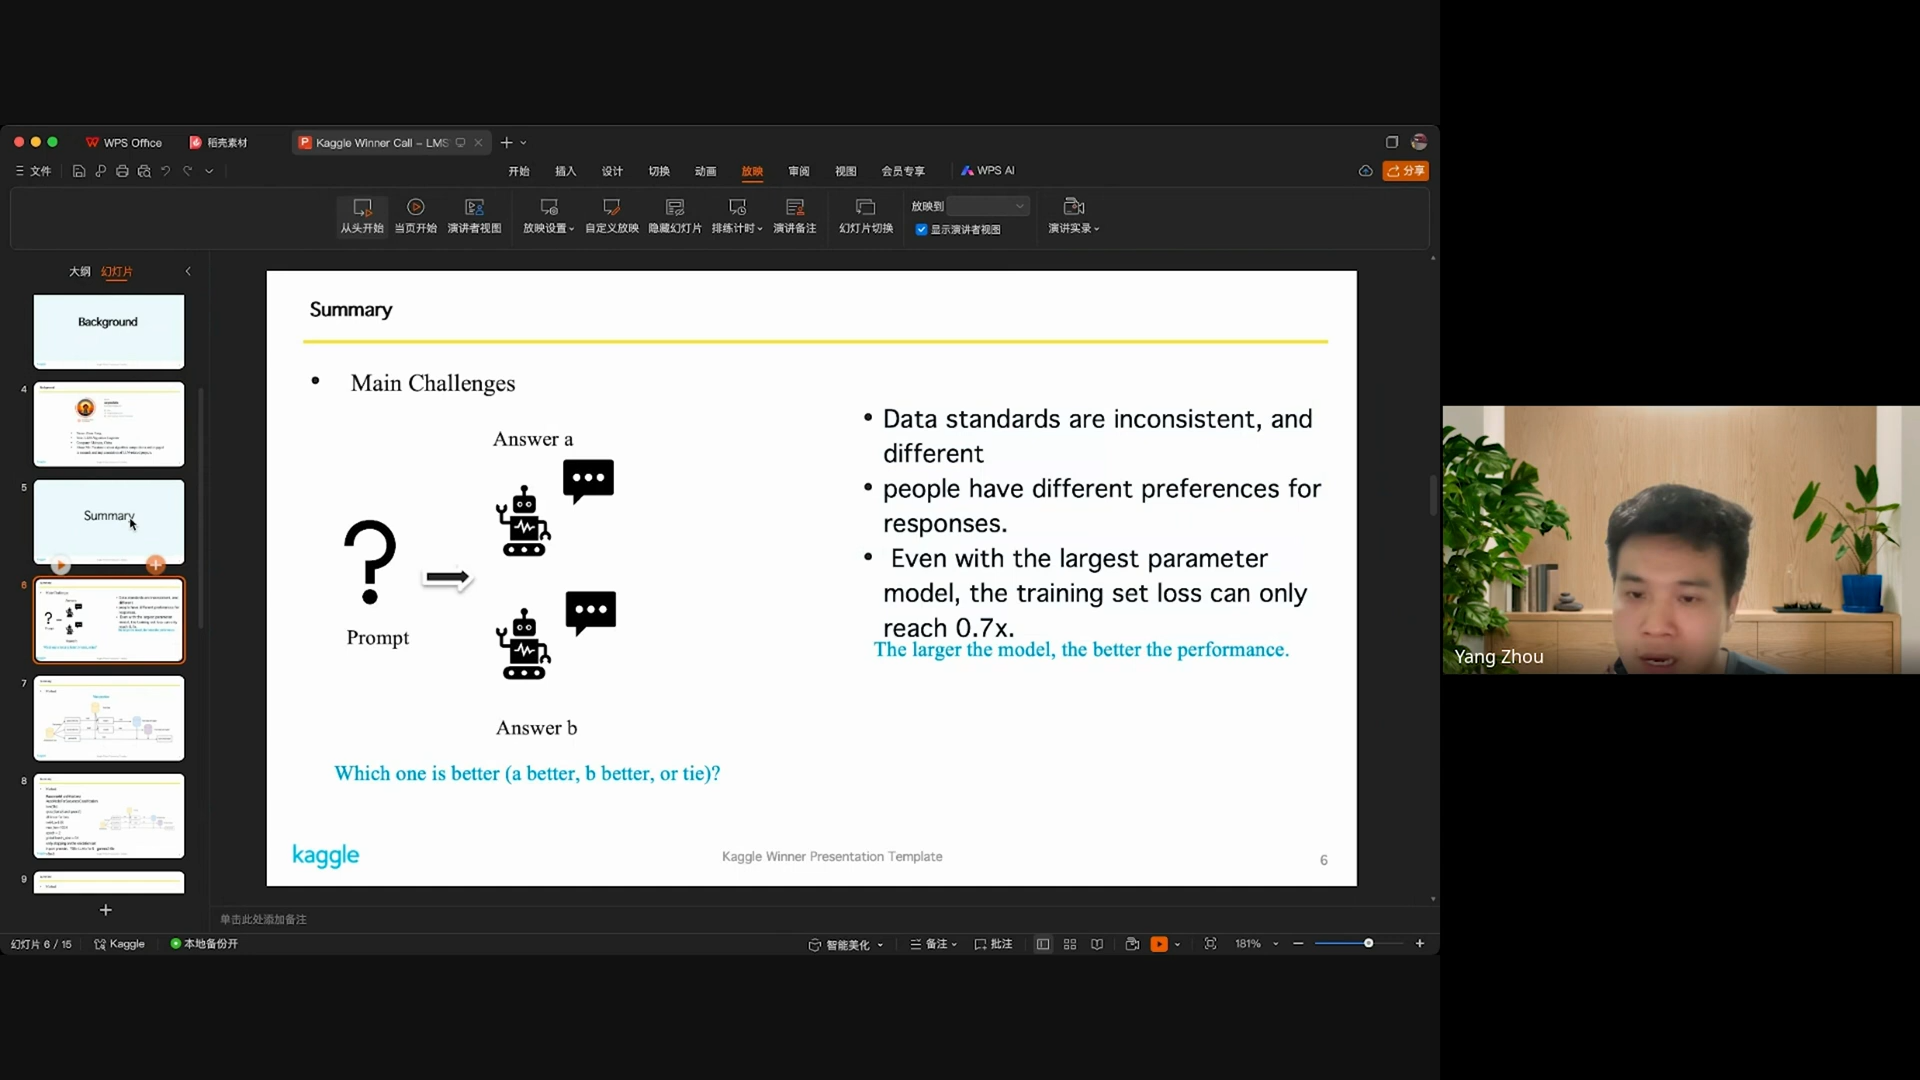 WPS Office
稻壳素材
Kaggle Winner Call – LMS
文件
开始
插入
设计
切换
动画
放映
审阅
视图
会员专享
WPS AI
分享
从头开始
当页开始
演讲者视图
放映设置
自定义放映
隐藏幻灯片
排练计时
演讲备注
幻灯片切换
放映到
显示演讲者视图
演讲实录
大纲
幻灯片
Background
4
5
Summary
6
7
8
9
Summary
• Main Challenges
Answer a
Prompt
Answer b
Which one is better (a better, b better, or tie)?
• Data standards are inconsistent, and
different
• people have different preferences for
responses.
• Even with the largest parameter
model, the training set loss can only
reach 0.7x.
The larger the model, the better the performance.
kaggle
Kaggle Winner Presentation Template
6
单击此处添加备注
幻灯片 6 / 15
Kaggle
本地备份开
智能美化
备注
批注
181%
Yang Zhou